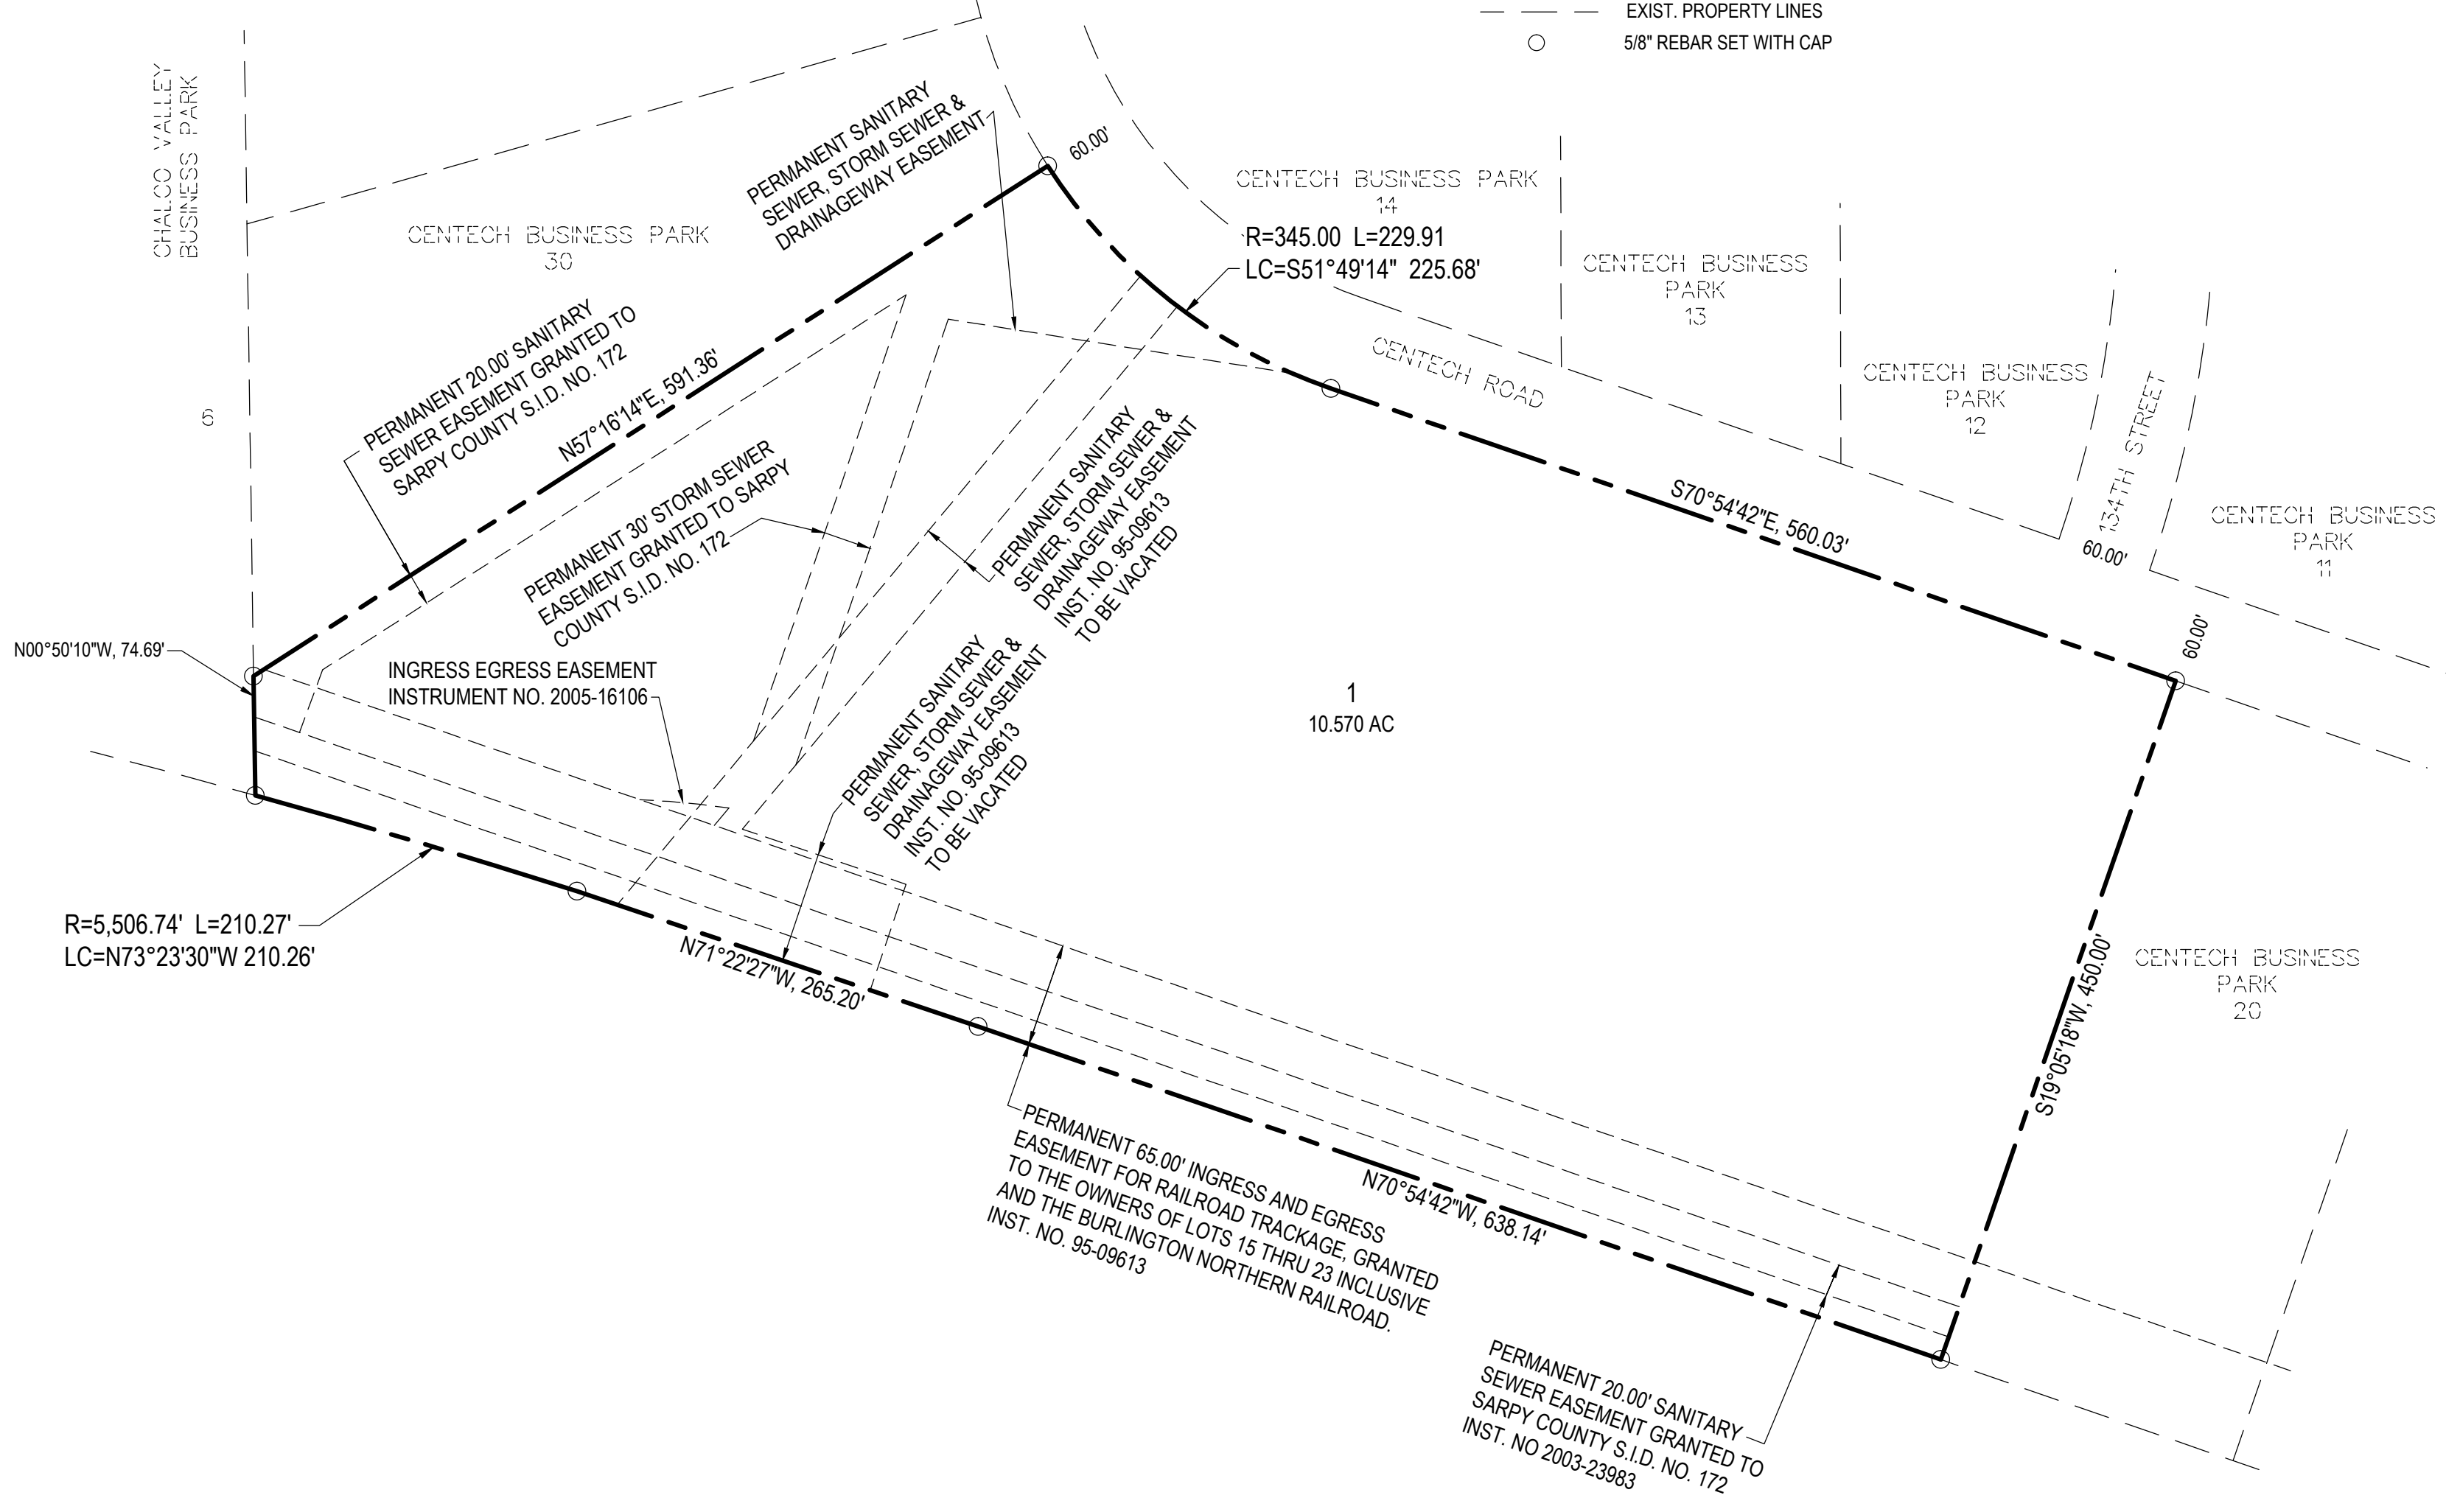 EXIST. PROPERTY LINES
5/8" REBAR SET WITH CAP
CHALCO VALLEY
BUSINESS PARK
6
CENTECH BUSINESS PARK
30
PERMANENT SANITARY
SEWER, STORM SEWER &
DRAINAGEWAY EASEMENT
60.00'
CENTECH BUSINESS PARK
14
R=345.00 L=229.91
LC=S51°49'14" 225.68'
CENTECH BUSINESS
PARK
13
CENTECH BUSINESS
PARK
12
CENTECH ROAD
134TH STREET
60.00'
CENTECH BUSINESS
PARK
11
PERMANENT 20.00' SANITARY
SEWER EASEMENT GRANTED TO
SARPY COUNTY S.I.D. NO. 172
N57°16'14"E, 591.36'
PERMANENT 30' STORM SEWER
EASEMENT GRANTED TO SARPY
COUNTY S.I.D. NO. 172
PERMANENT SANITARY
SEWER, STORM SEWER &
DRAINAGEWAY EASEMENT
INST. NO. 95-09613
TO BE VACATED
S70°54'42"E, 560.03'
60.00'
N00°50'10"W, 74.69'
INGRESS EGRESS EASEMENT
INSTRUMENT NO. 2005-16106
PERMANENT SANITARY
SEWER, STORM SEWER &
DRAINAGEWAY EASEMENT
INST. NO. 95-09613
TO BE VACATED
1
10.570 AC
R=5,506.74' L=210.27'
LC=N73°23'30"W 210.26'
N71°22'27"W, 265.20'
S19°05'18"W, 450.00'
CENTECH BUSINESS
PARK
20
PERMANENT 65.00' INGRESS AND EGRESS
EASEMENT FOR RAILROAD TRACKAGE, GRANTED
TO THE OWNERS OF LOTS 15 THRU 23 INCLUSIVE
AND THE BURLINGTON NORTHERN RAILROAD.
INST. NO. 95-09613
N70°54'42"W, 638.14'
PERMANENT 20.00' SANITARY
SEWER EASEMENT GRANTED TO
SARPY COUNTY S.I.D. NO. 172
INST. NO 2003-23983